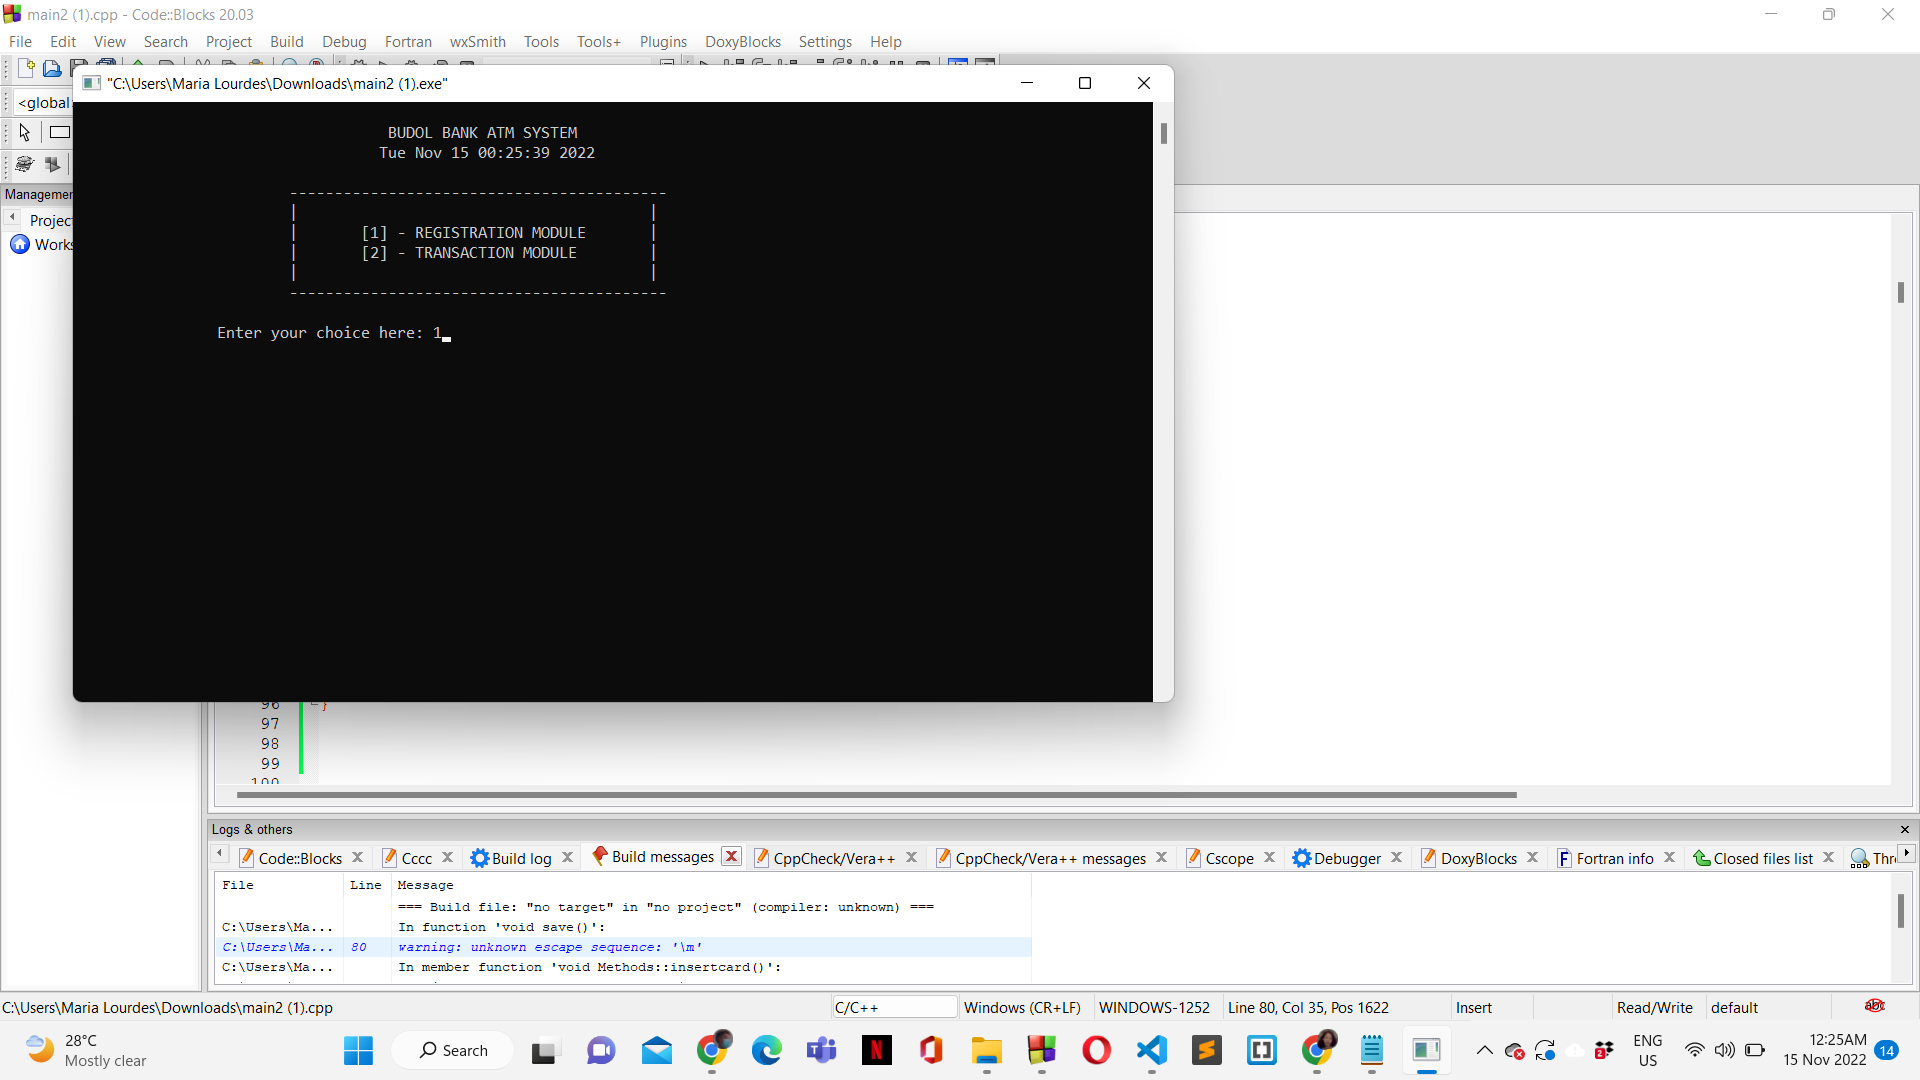 main2 (1).cpp - Code::Blocks 20.03
File Edit View Search Project Build Debug Fortran wxSmith Tools Tools+ Plugins DoxyBlocks Settings Help
"C:\Users\Maria Lourdes\Downloads\main2 (1).exe"
<global
BUDOL BANK ATM SYSTEM
Tue Nov 15 00:25:39 2022
------------------------------------------
| |
| [1] - REGISTRATION MODULE |
| [2] - TRANSACTION MODULE |
| |
------------------------------------------
Enter your choice here: 1
Managemen
Project
Works
96 }
97
98
99
100
Logs & others
Code::Blocks Cccc Build log Build messages CppCheck/Vera++ CppCheck/Vera++ messages Cscope Debugger DoxyBlocks Fortran info Closed files list Thre
File Line Message
=== Build file: "no target" in "no project" (compiler: unknown) ===
C:\Users\Ma... In function 'void save()':
C:\Users\Ma... 80 warning: unknown escape sequence: '\m'
C:\Users\Ma... In member function 'void Methods::insertcard()':
C:\Users\Maria Lourdes\Downloads\main2 (1).cpp C/C++ Windows (CR+LF) WINDOWS-1252 Line 80, Col 35, Pos 1622 Insert Read/Write default abc
28°C
Mostly clear
Search
ENG
US
12:25AM
15 Nov 2022
14